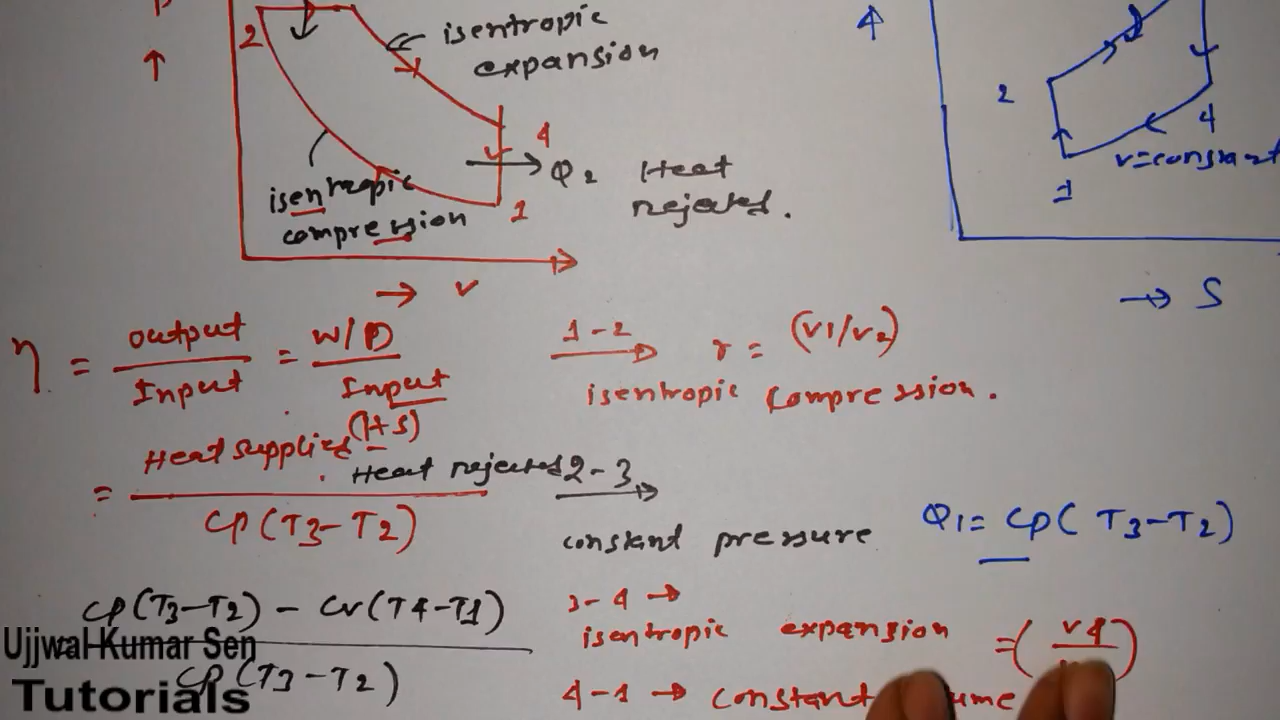 P
2
isentropic
expansion
4
Q2 Heat
rejected.
isentropic
compression
1
→ v
2
4
v=constant
1
→ S
η = output / Input = W/D / Input
1-2 → r = (v1/v2)
isentropic compression.
= Heat supplied (H·S) - Heat rejected / Cp(T3-T2)
2-3 →
constant pressure
Q1 = Cp(T3-T2)
Cp(T3-T2) - Cv(T4-T1) / Cp(T3-T2)
3-4 →
isentropic expansion = (v4
4-1 → constant
Ujjwal Kumar Sen
Tutorials